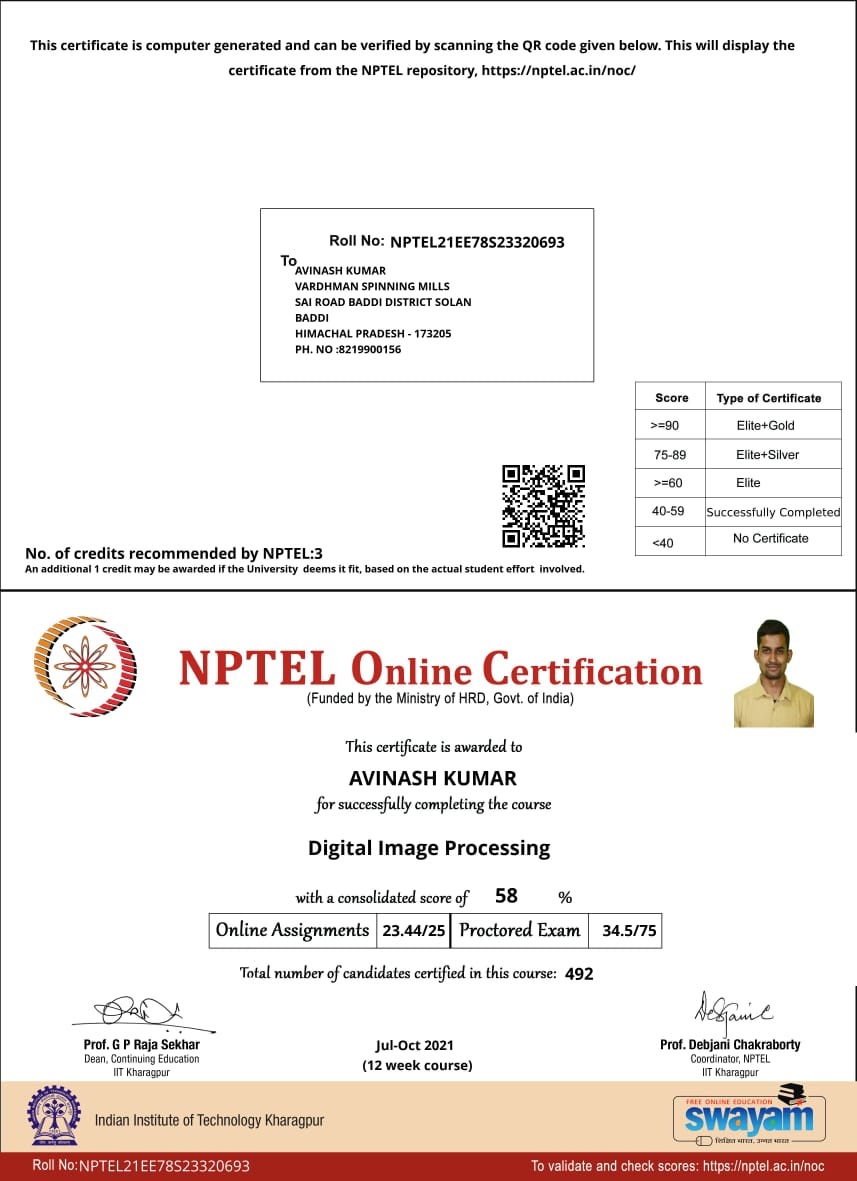 This certificate is computer generated and can be verified by scanning the QR code given below. This will display the
certificate from the NPTEL repository, https://nptel.ac.in/noc/
Roll No: NPTEL21EE78S23320693
To
AVINASH KUMAR
VARDHMAN SPINNING MILLS
SAI ROAD BADDI DISTRICT SOLAN
BADDI
HIMACHAL PRADESH - 173205
PH. NO :8219900156
Score Type of Certificate
>=90 Elite+Gold
75-89 Elite+Silver
>=60 Elite
40-59 Successfully Completed
<40 No Certificate
No. of credits recommended by NPTEL:3
An additional 1 credit may be awarded if the University deems it fit, based on the actual student effort involved.
NPTEL Online Certification
(Funded by the Ministry of HRD, Govt. of India)
This certificate is awarded to
AVINASH KUMAR
for successfully completing the course
Digital Image Processing
with a consolidated score of 58 %
Online Assignments 23.44/25 Proctored Exam 34.5/75
Total number of candidates certified in this course: 492
Prof. G P Raja Sekhar
Dean, Continuing Education
IIT Kharagpur
Jul-Oct 2021
(12 week course)
Prof. Debjani Chakraborty
Coordinator, NPTEL
IIT Kharagpur
Indian Institute of Technology Kharagpur
FREE ONLINE EDUCATION
swayam
शिक्षित भारत, उन्नत भारत
Roll No:NPTEL21EE78S23320693
To validate and check scores: https://nptel.ac.in/noc